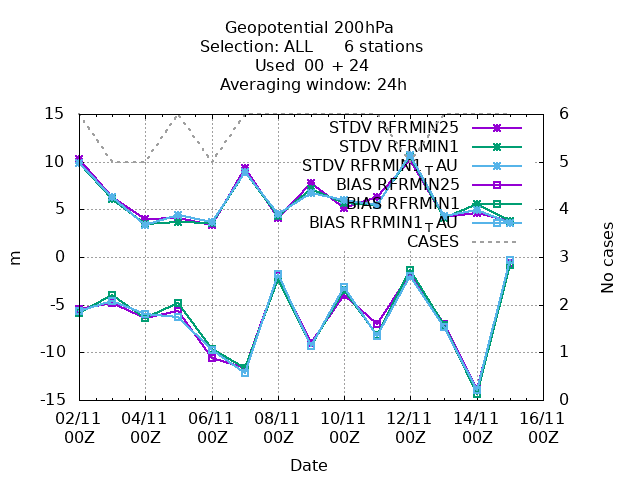 Geopotential 200hPa
Selection: ALL 6 stations
Used 00 + 24
Averaging window: 24h
15
10
5
0
-5
-10
-15
m
6
5
4
3
2
1
0
No cases
STDV RFRMIN25
STDV RFRMIN1
STDV RFRMIN1_TAU
BIAS RFRMIN25
BIAS RFRMIN1
BIAS RFRMIN1_TAU
CASES
02/11 04/11 06/11 08/11 10/11 12/11 14/11 16/11
00Z 00Z 00Z 00Z 00Z 00Z 00Z 00Z
Date